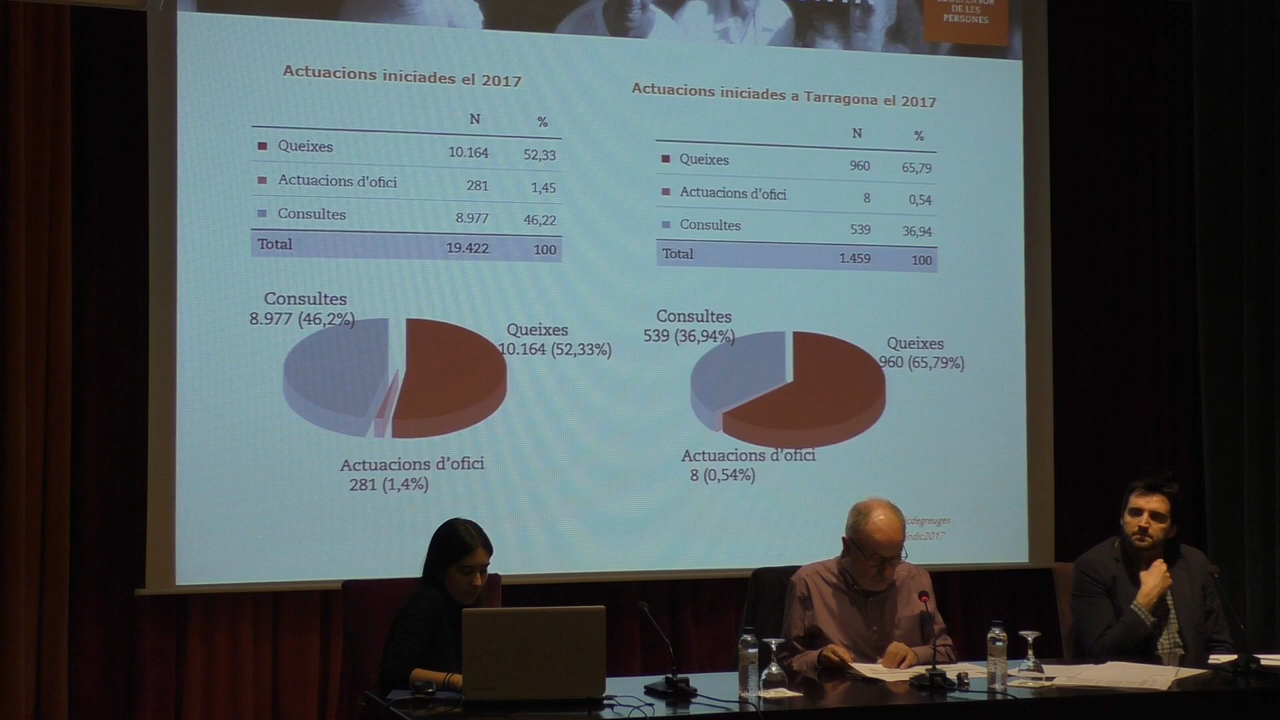 DE LES
PERSONES
Actuacions iniciades el 2017
N %
Queixes 10.164 52,33
Actuacions d'ofici 281 1,45
Consultes 8.977 46,22
Total 19.422 100
Consultes
8.977 (46,2%)
Queixes
10.164 (52,33%)
Actuacions d'ofici
281 (1,4%)
Actuacions iniciades a Tarragona el 2017
N %
Queixes 960 65,79
Actuacions d'ofici 8 0,54
Consultes 539 36,94
Total 1.459 100
Consultes
539 (36,94%)
Queixes
960 (65,79%)
Actuacions d'ofici
8 (0,54%)
cdegreuges
ndic2017